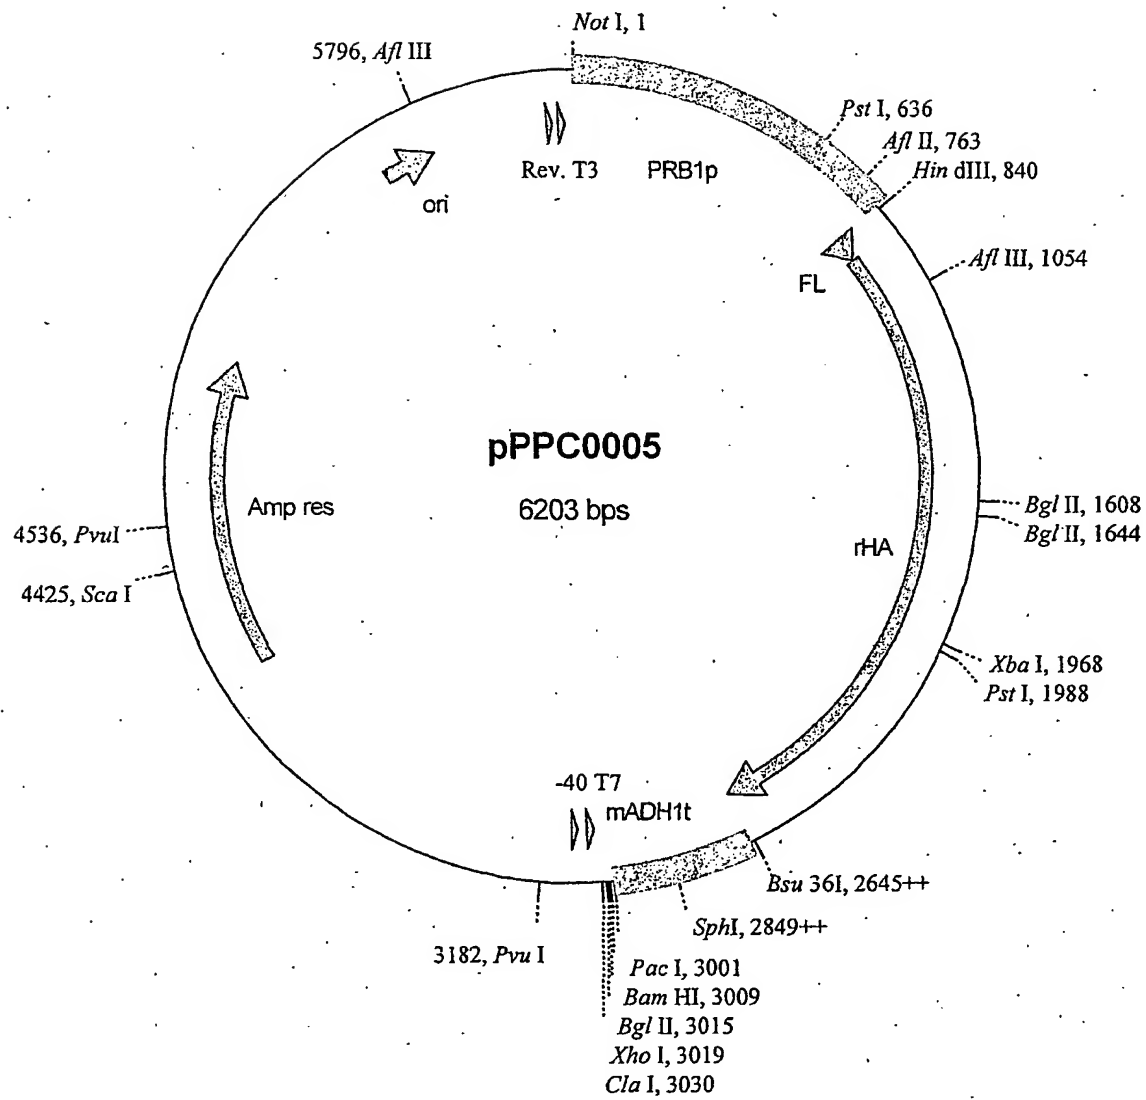 Not I, 1
5796, Afl III
Pst I, 636
Afl II, 763
Hin dIII, 840
Rev. T3
PRB1p
ori
Afl III, 1054
FL
pPPC0005
6203 bps
Amp res
Bgl II, 1608
Bgl II, 1644
4536, PvuI
rHA
4425, Sca I
Xba I, 1968
Pst I, 1988
-40 T7
mADH1t
Bsu 36I, 2645++
SphI, 2849++
3182, Pvu I
Pac I, 3001
Bam HI, 3009
Bgl II, 3015
Xho I, 3019
Cla I, 3030